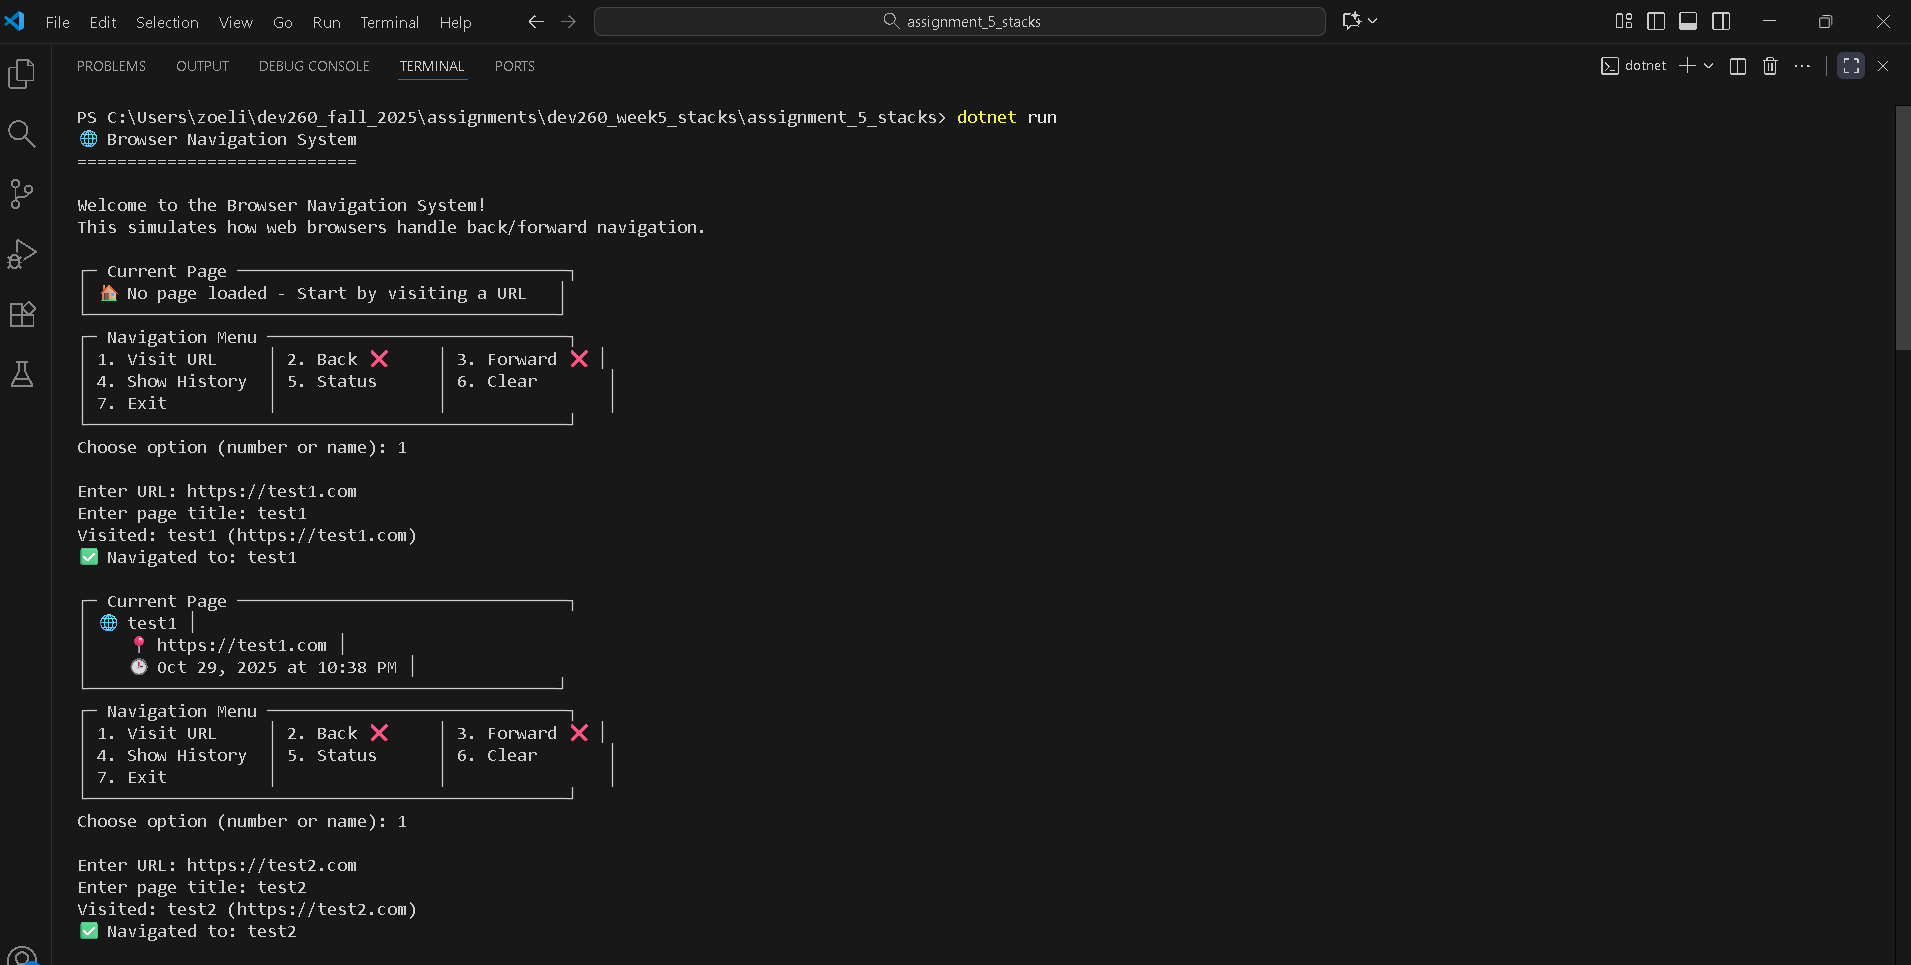 File Edit Selection View Go Run Terminal Help assignment_5_stacks
PROBLEMS OUTPUT DEBUG CONSOLE TERMINAL PORTS dotnet
PS C:\Users\zoeli\dev260_fall_2025\assignments\dev260_week5_stacks\assignment_5_stacks> dotnet run
🌐 Browser Navigation System
============================
Welcome to the Browser Navigation System!
This simulates how web browsers handle back/forward navigation.
┌─ Current Page ─────────────────────────────────┐
│ 🏠 No page loaded - Start by visiting a URL │
└────────────────────────────────────────────────┘
┌─ Navigation Menu ──────────────────────────────┐
│ 1. Visit URL │ 2. Back ❌ │ 3. Forward ❌ │
│ 4. Show History │ 5. Status │ 6. Clear │
│ 7. Exit │ │ │
└────────────────────────────────────────────────┘
Choose option (number or name): 1
Enter URL: https://test1.com
Enter page title: test1
Visited: test1 (https://test1.com)
✅ Navigated to: test1
┌─ Current Page ─────────────────────────────────┐
│ 🌐 test1 │
│ 📍 https://test1.com │
│ 🕒 Oct 29, 2025 at 10:38 PM │
└────────────────────────────────────────────────┘
┌─ Navigation Menu ──────────────────────────────┐
│ 1. Visit URL │ 2. Back ❌ │ 3. Forward ❌ │
│ 4. Show History │ 5. Status │ 6. Clear │
│ 7. Exit │ │ │
└────────────────────────────────────────────────┘
Choose option (number or name): 1
Enter URL: https://test2.com
Enter page title: test2
Visited: test2 (https://test2.com)
✅ Navigated to: test2